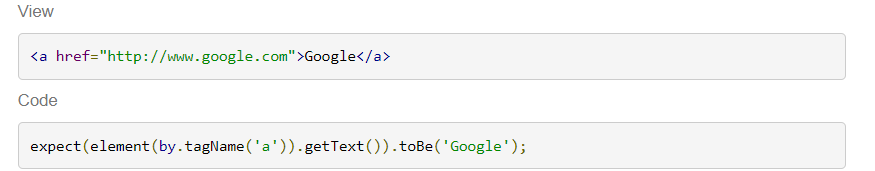 View
<a href="http://www.google.com">Google</a>
Code
expect(element(by.tagName('a')).getText()).toBe('Google');